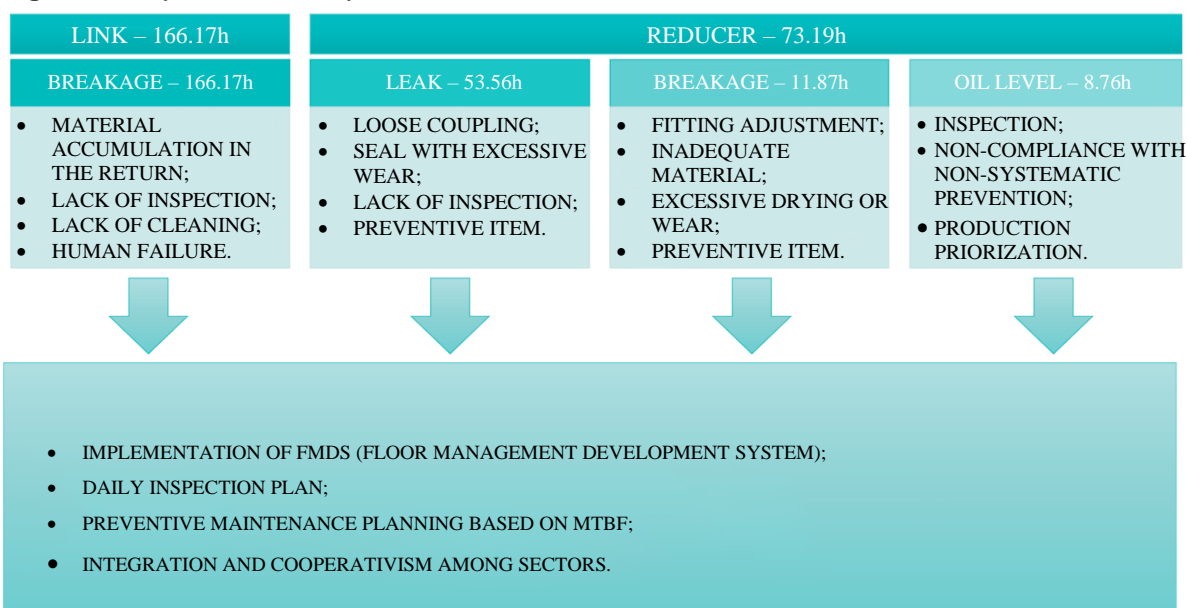 LINK – 166.17h
REDUCER – 73.19h
BREAKAGE – 166.17h
LEAK – 53.56h
BREAKAGE – 11.87h
OIL LEVEL – 8.76h
• MATERIAL
ACCUMULATION IN
THE RETURN;
• LACK OF INSPECTION;
• LACK OF CLEANING;
• HUMAN FAILURE.
• LOOSE COUPLING;
• SEAL WITH EXCESSIVE
WEAR;
• LACK OF INSPECTION;
• PREVENTIVE ITEM.
• FITTING ADJUSTMENT;
• INADEQUATE
MATERIAL;
• EXCESSIVE DRYING OR
WEAR;
• PREVENTIVE ITEM.
• INSPECTION;
• NON-COMPLIANCE WITH
NON-SYSTEMATIC
PREVENTION;
• PRODUCTION
PRIORIZATION.
• IMPLEMENTATION OF FMDS (FLOOR MANAGEMENT DEVELOPMENT SYSTEM);
• DAILY INSPECTION PLAN;
• PREVENTIVE MAINTENANCE PLANNING BASED ON MTBF;
• INTEGRATION AND COOPERATIVISM AMONG SECTORS.